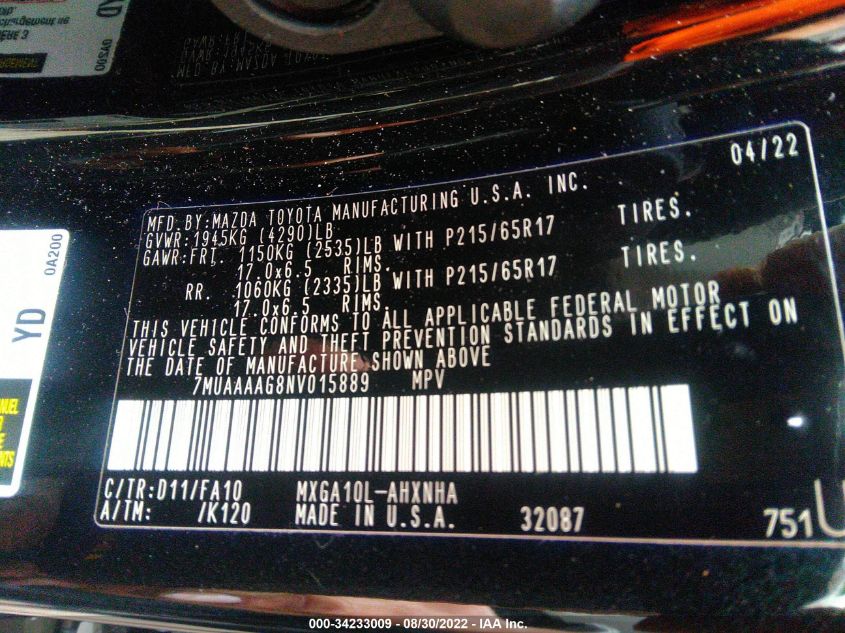 0A200
YD
04/22
MFD.BY:MAZDA TOYOTA MANUFACTURING U.S.A. INC.
GVWR:1945KG (4290)LB
GAWR:FRT. 1150KG (2535)LB WITH P215/65R17 TIRES.
17.0x6.5 RIMS.
RR. 1060KG (2335)LB WITH P215/65R17 TIRES.
17.0x6.5 RIMS.
THIS VEHICLE CONFORMS TO ALL APPLICABLE FEDERAL MOTOR
VEHICLE SAFETY AND THEFT PREVENTION STANDARDS IN EFFECT ON
THE DATE OF MANUFACTURE SHOWN ABOVE
7MUAAAAG8NV015889 MPV
C/TR:D11/FA10 MXGA10L-AHXNHA
A/TM: /K120 MADE IN U.S.A. 32087 751U
000-34233009 - 08/30/2022 - IAA Inc.